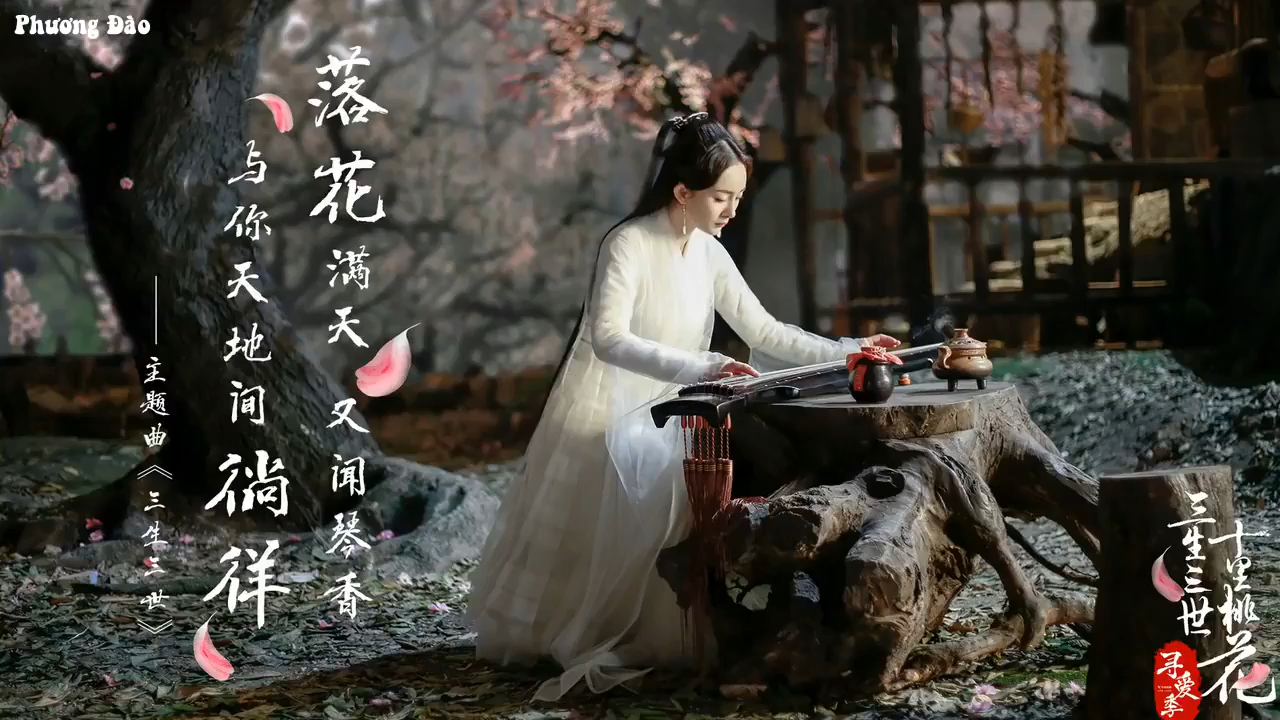 Phương Đào
落花满天又闻琴香
与你天地间徜徉
——主题曲《三生三世》
三生三世
十里桃花
寻爱季